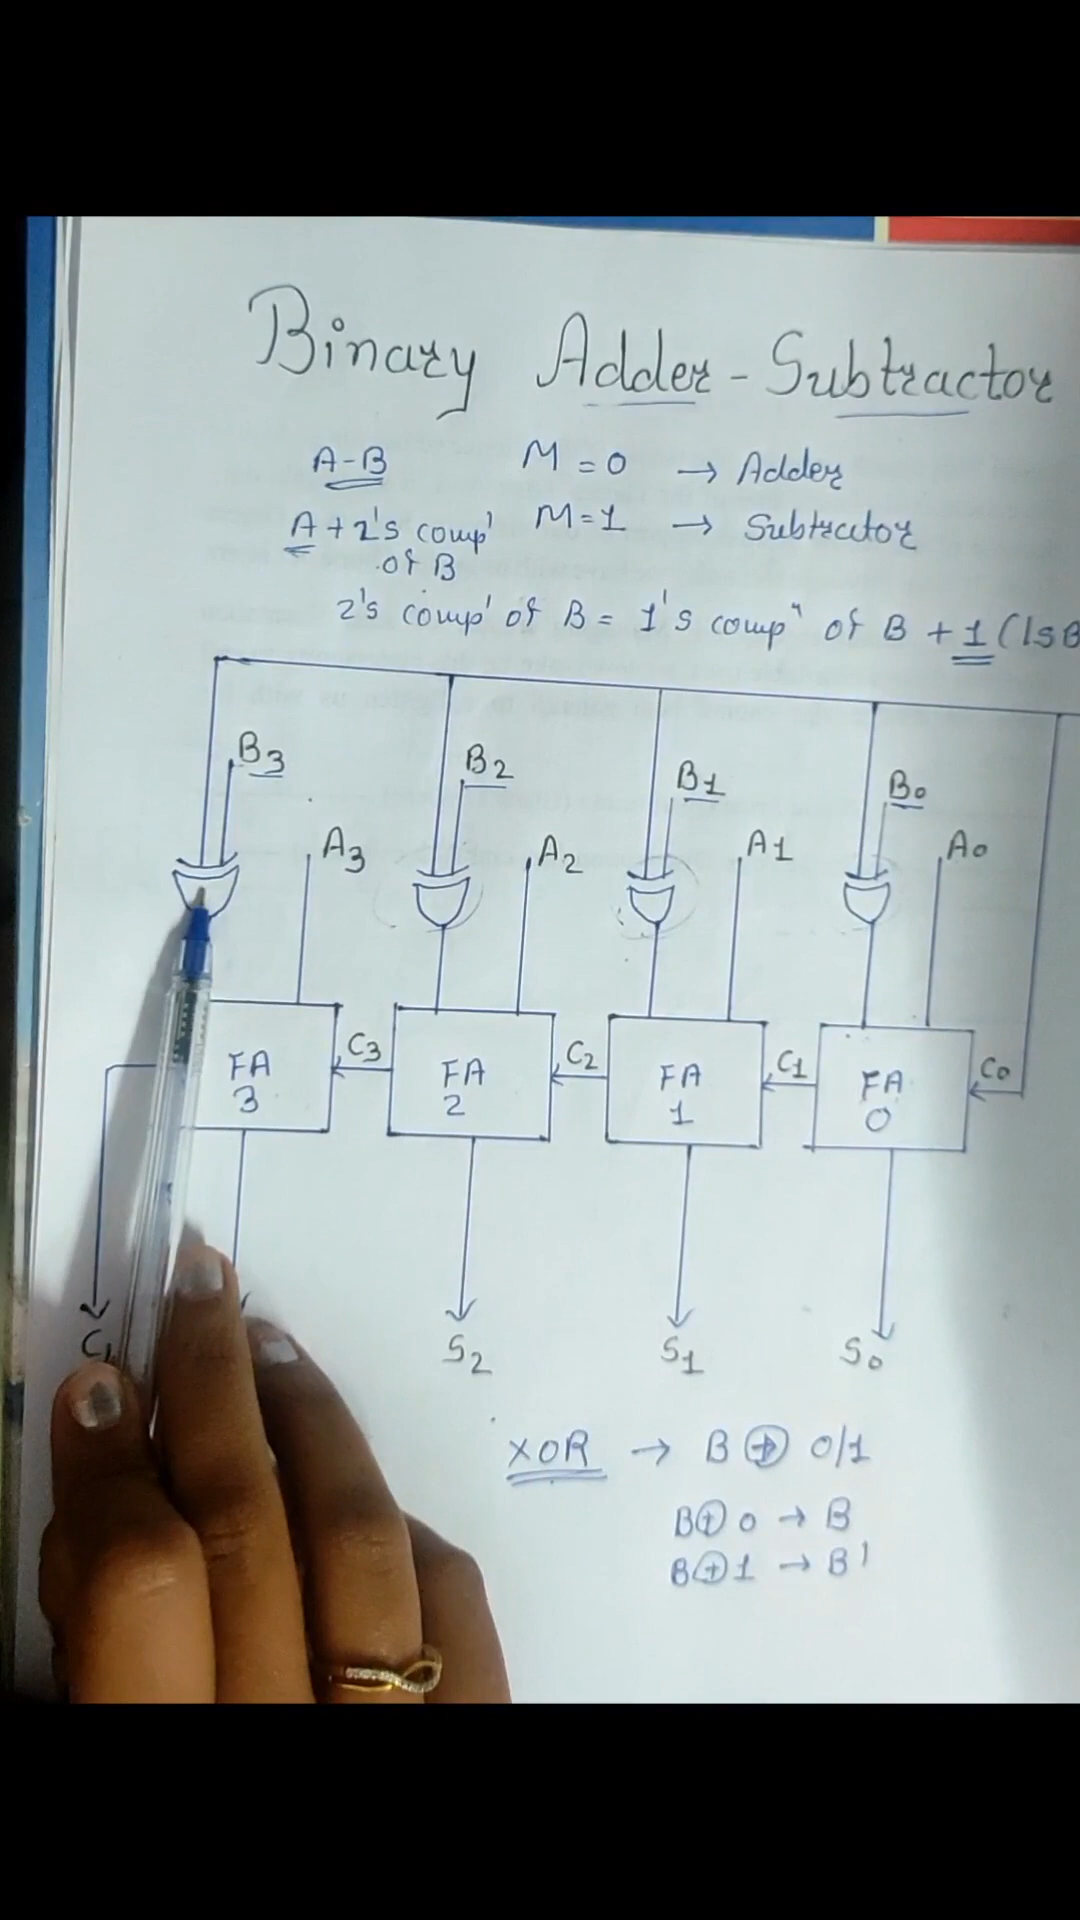 Binary Adder - Subtractor
A-B M = 0 → Adder
A + 2's comp' M = 1 → Subtractor
of B
2's comp' of B = 1's comp" of B + 1 (lsB
B3 B2 B1 B0
A3 A2 A1 A0
C3 C2 C1 C0
FA 3 FA 2 FA 1 FA 0
S2 S1 S0
XOR → B ⊕ 0/1
B⊕ 0 → B
B⊕1 → B'